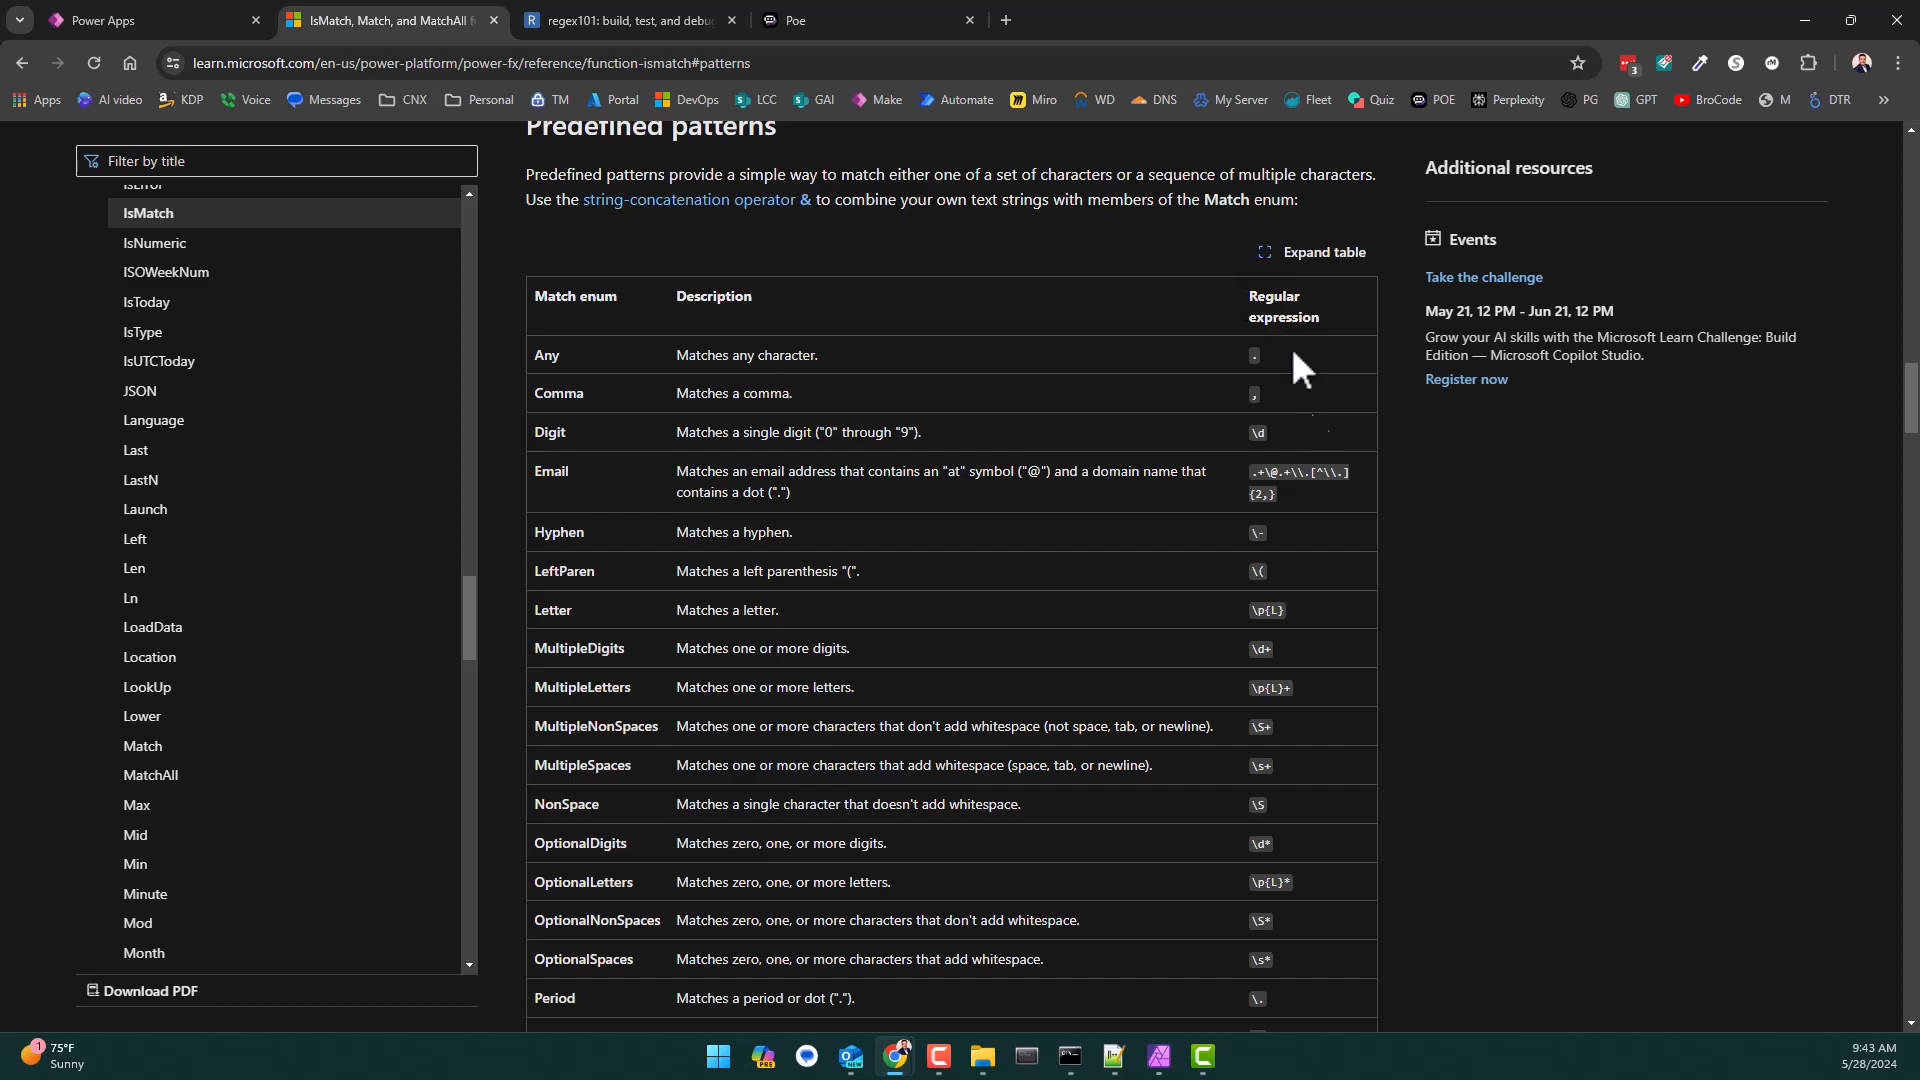 Power Apps
IsMatch, Match, and MatchAll f
regex101: build, test, and debug
Poe
learn.microsoft.com/en-us/power-platform/power-fx/reference/function-ismatch#patterns
3
Apps
AI video
KDP
Voice
Messages
CNX
Personal
TM
Portal
DevOps
LCC
GAI
Make
Automate
Miro
WD
DNS
My Server
Fleet
Quiz
POE
Perplexity
PG
GPT
BroCode
M
DTR
Filter by title
IsError
IsMatch
IsNumeric
ISOWeekNum
IsToday
IsType
IsUTCToday
JSON
Language
Last
LastN
Launch
Left
Len
Ln
LoadData
Location
LookUp
Lower
Match
MatchAll
Max
Mid
Min
Minute
Mod
Month
Download PDF
Predefined patterns
Predefined patterns provide a simple way to match either one of a set of characters or a sequence of multiple characters.
Use the string-concatenation operator & to combine your own text strings with members of the Match enum:
Expand table
Match enum Description Regular
expression
Any Matches any character. .
Comma Matches a comma. ,
Digit Matches a single digit ("0" through "9"). \d
Email Matches an email address that contains an "at" symbol ("@") and a domain name that .+\@.+\\.[^\\.]
contains a dot (".") {2,}
Hyphen Matches a hyphen. \-
LeftParen Matches a left parenthesis "(". \(
Letter Matches a letter. \p{L}
MultipleDigits Matches one or more digits. \d+
MultipleLetters Matches one or more letters. \p{L}+
MultipleNonSpaces Matches one or more characters that don't add whitespace (not space, tab, or newline). \S+
MultipleSpaces Matches one or more characters that add whitespace (space, tab, or newline). \s+
NonSpace Matches a single character that doesn't add whitespace. \S
OptionalDigits Matches zero, one, or more digits. \d*
OptionalLetters Matches zero, one, or more letters. \p{L}*
OptionalNonSpaces Matches zero, one, or more characters that don't add whitespace. \S*
OptionalSpaces Matches zero, one, or more characters that add whitespace. \s*
Period Matches a period or dot ("."). \.
Additional resources
Events
Take the challenge
May 21, 12 PM - Jun 21, 12 PM
Grow your AI skills with the Microsoft Learn Challenge: Build
Edition — Microsoft Copilot Studio.
Register now
1
75°F
Sunny
PRE
NEW
9:43 AM
5/28/2024